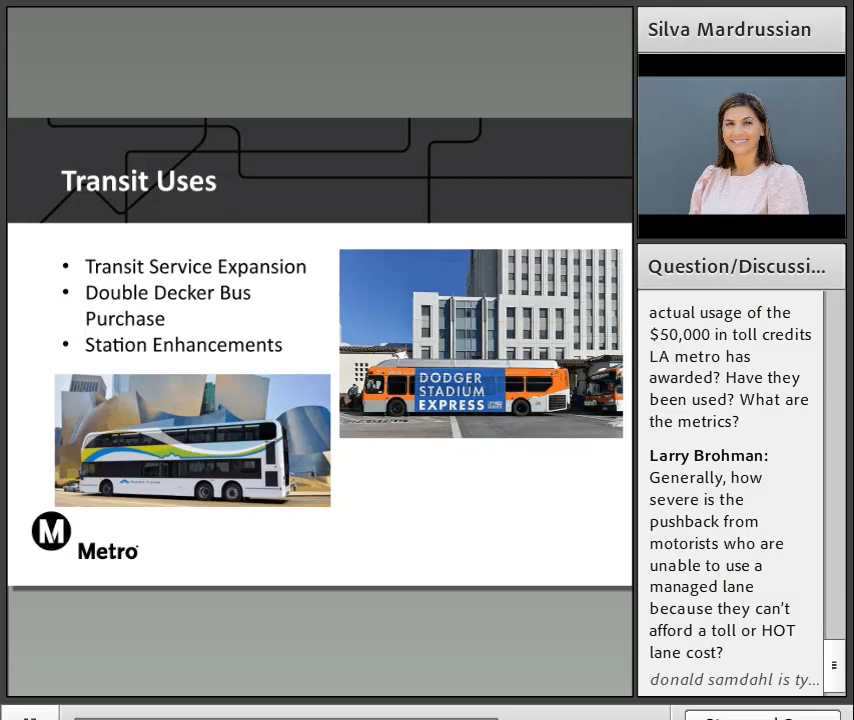 Transit Uses
• Transit Service Expansion
• Double Decker Bus
Purchase
• Station Enhancements
DODGER
STADIUM
EXPRESS
M
Metro
Silva Mardrussian
Question/Discussi...
actual usage of the
$50,000 in toll credits
LA metro has
awarded? Have they
been used? What are
the metrics?
Larry Brohman:
Generally, how
severe is the
pushback from
motorists who are
unable to use a
managed lane
because they can't
afford a toll or HOT
lane cost?
donald samdahl is ty...